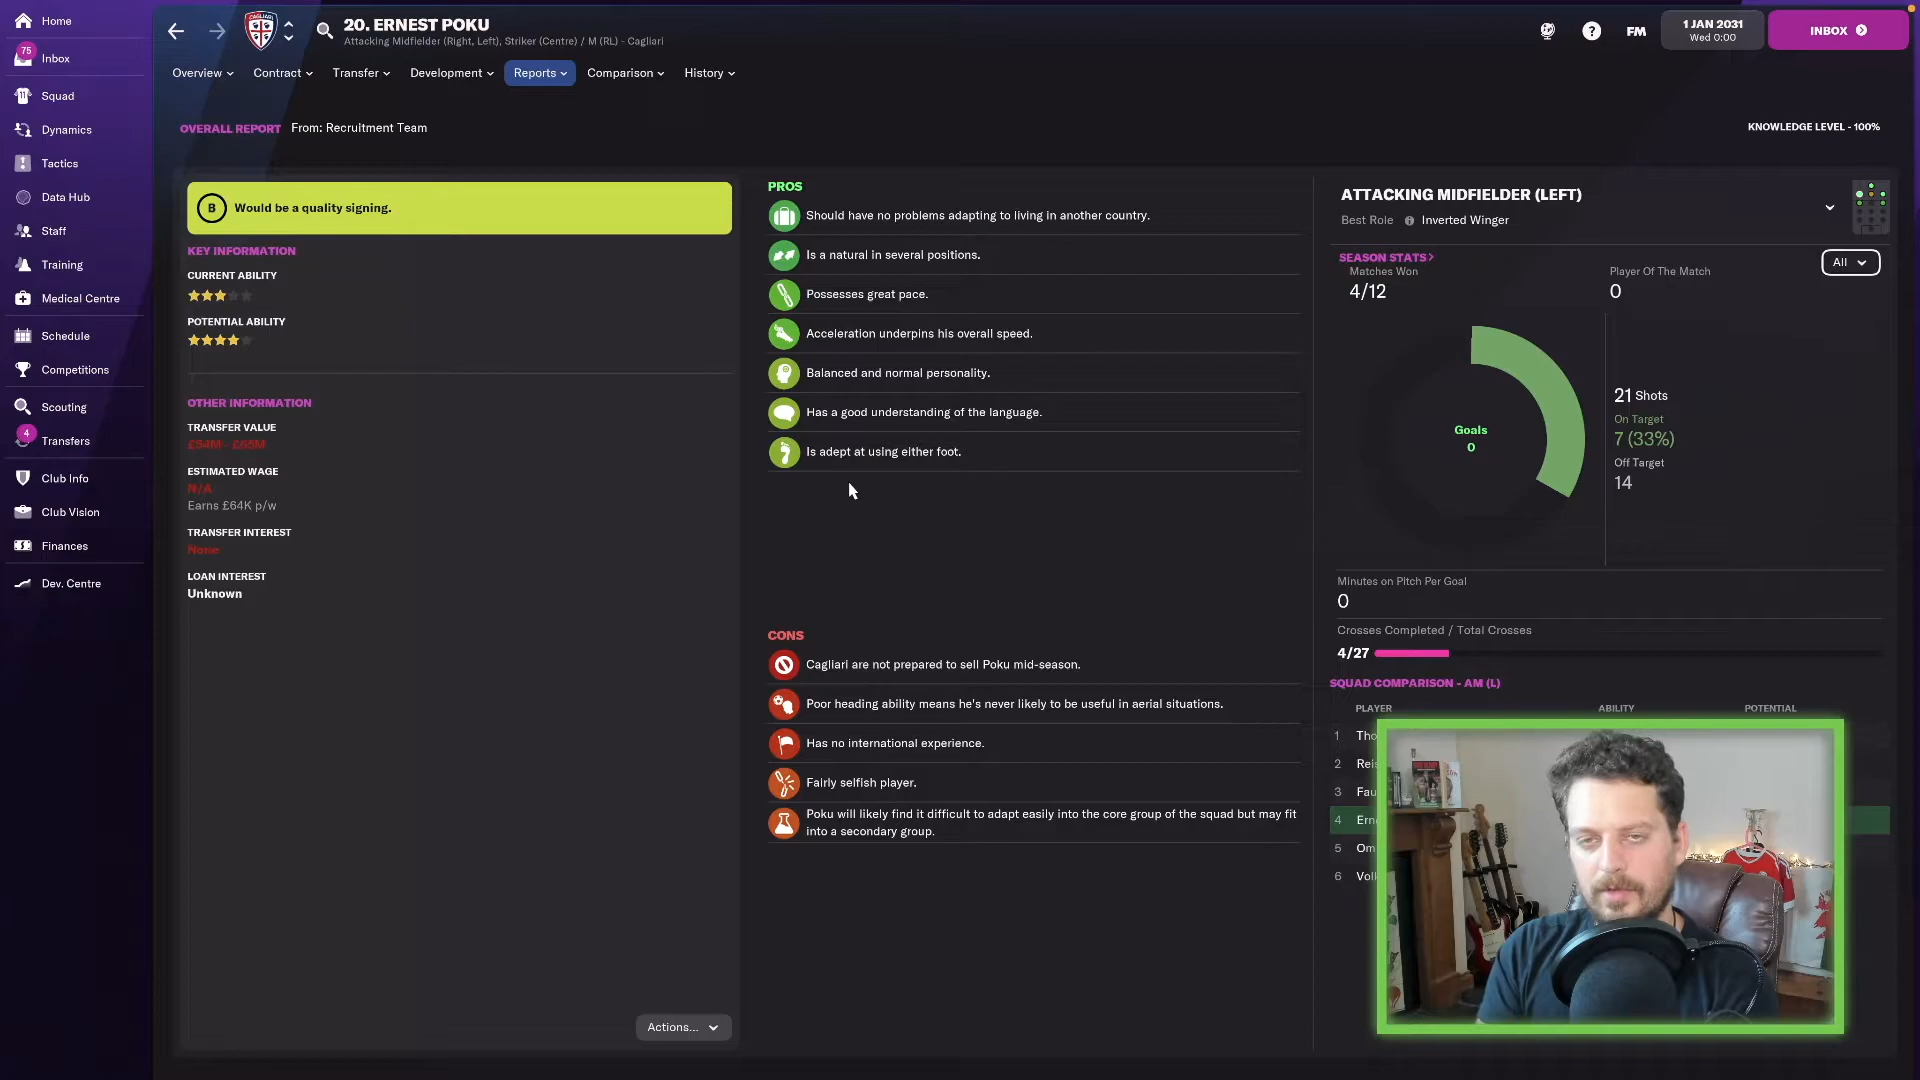 Home
75
Inbox
Squad
Dynamics
Tactics
Data Hub
Staff
Training
Medical Centre
Schedule
Competitions
Scouting
4
Transfers
Club Info
Club Vision
Finances
Dev. Centre
CAGLIARI
20. ERNEST POKU
Attacking Midfielder (Right, Left), Striker (Centre) / M (RL) - Cagliari
?
FM
1 JAN 2031
Wed 0:00
INBOX
Overview
Contract
Transfer
Development
Reports
Comparison
History
OVERALL REPORT From: Recruitment Team
KNOWLEDGE LEVEL - 100%
B Would be a quality signing.
KEY INFORMATION
CURRENT ABILITY
POTENTIAL ABILITY
OTHER INFORMATION
TRANSFER VALUE
£54M - £65M
ESTIMATED WAGE
N/A
Earns £64K p/w
TRANSFER INTEREST
None
LOAN INTEREST
Unknown
Actions...
PROS
Should have no problems adapting to living in another country.
Is a natural in several positions.
Possesses great pace.
Acceleration underpins his overall speed.
Balanced and normal personality.
Has a good understanding of the language.
Is adept at using either foot.
CONS
Cagliari are not prepared to sell Poku mid-season.
Poor heading ability means he's never likely to be useful in aerial situations.
Has no international experience.
Fairly selfish player.
Poku will likely find it difficult to adapt easily into the core group of the squad but may fit
into a secondary group.
ATTACKING MIDFIELDER (LEFT)
Best Role Inverted Winger
SEASON STATS >
All
Matches Won
4/12
Player Of The Match
0
Goals
0
21 Shots
On Target
7 (33%)
Off Target
14
Minutes on Pitch Per Goal
0
Crosses Completed / Total Crosses
4/27
SQUAD COMPARISON - AM (L)
PLAYER ABILITY POTENTIAL
1 Tho
2 Reis
3 Fau
4 Erne
5 Om
6 Voll